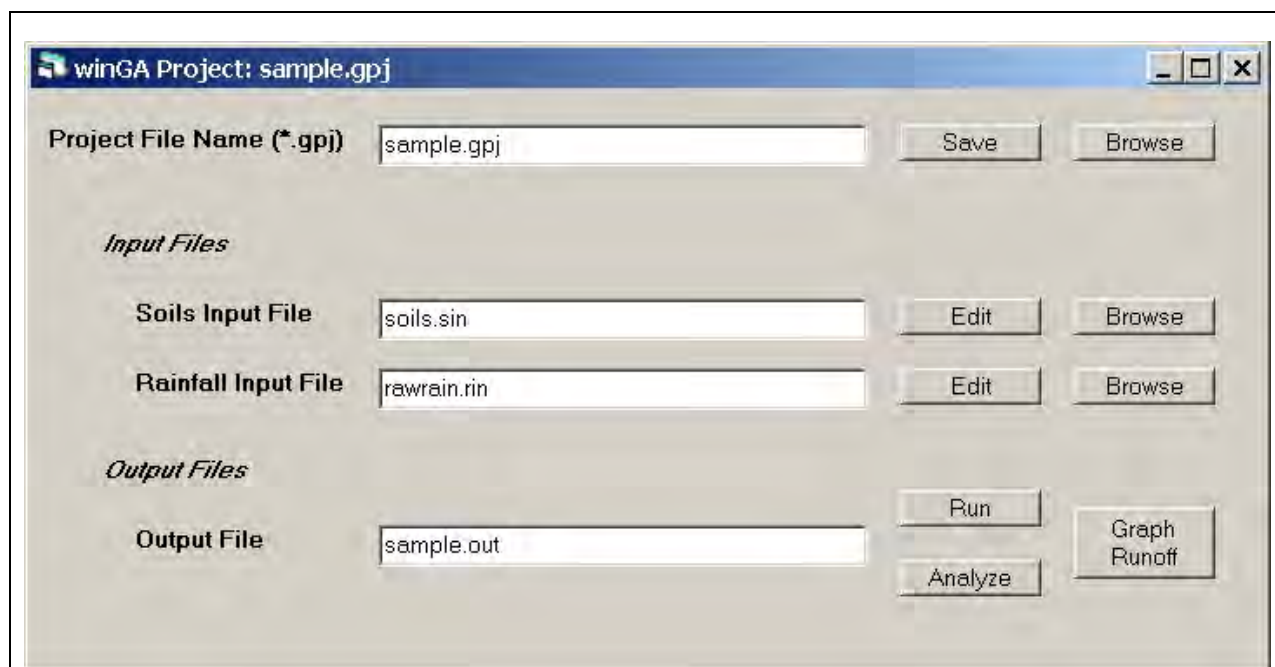 winGA Project: sample.gpj
Project File Name (*.gpj) sample.gpj Save Browse
Input Files
Soils Input File soils.sin Edit Browse
Rainfall Input File rawrain.rin Edit Browse
Output Files
Output File sample.out Run
Analyze
Graph
Runoff